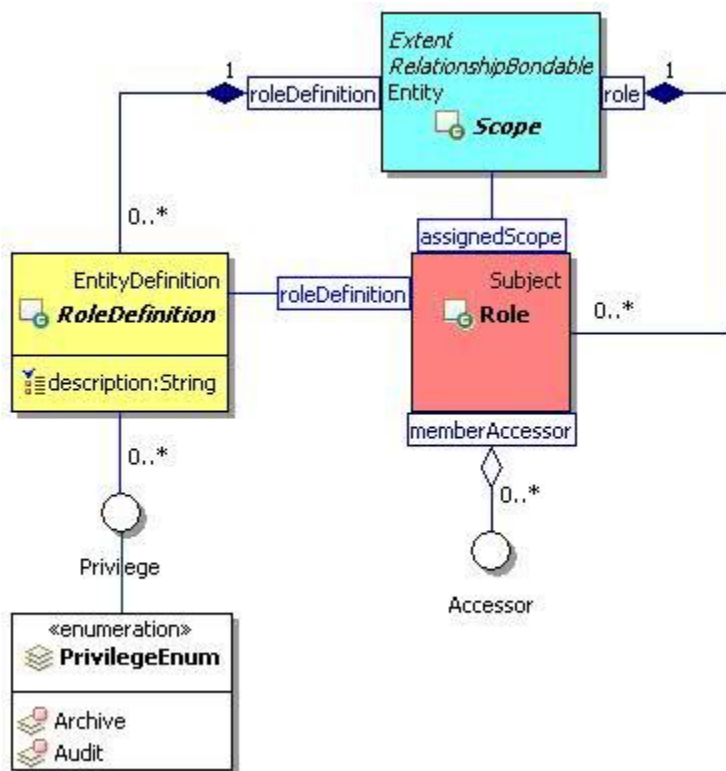 Extent
RelationshipBondable
Entity
Scope
1
roleDefinition
role
1
0..*
assignedScope
EntityDefinition
RoleDefinition
description:String
roleDefinition
Subject
Role
0..*
memberAccessor
0..*
0..*
Privilege
Accessor
«enumeration»
PrivilegeEnum
Archive
Audit